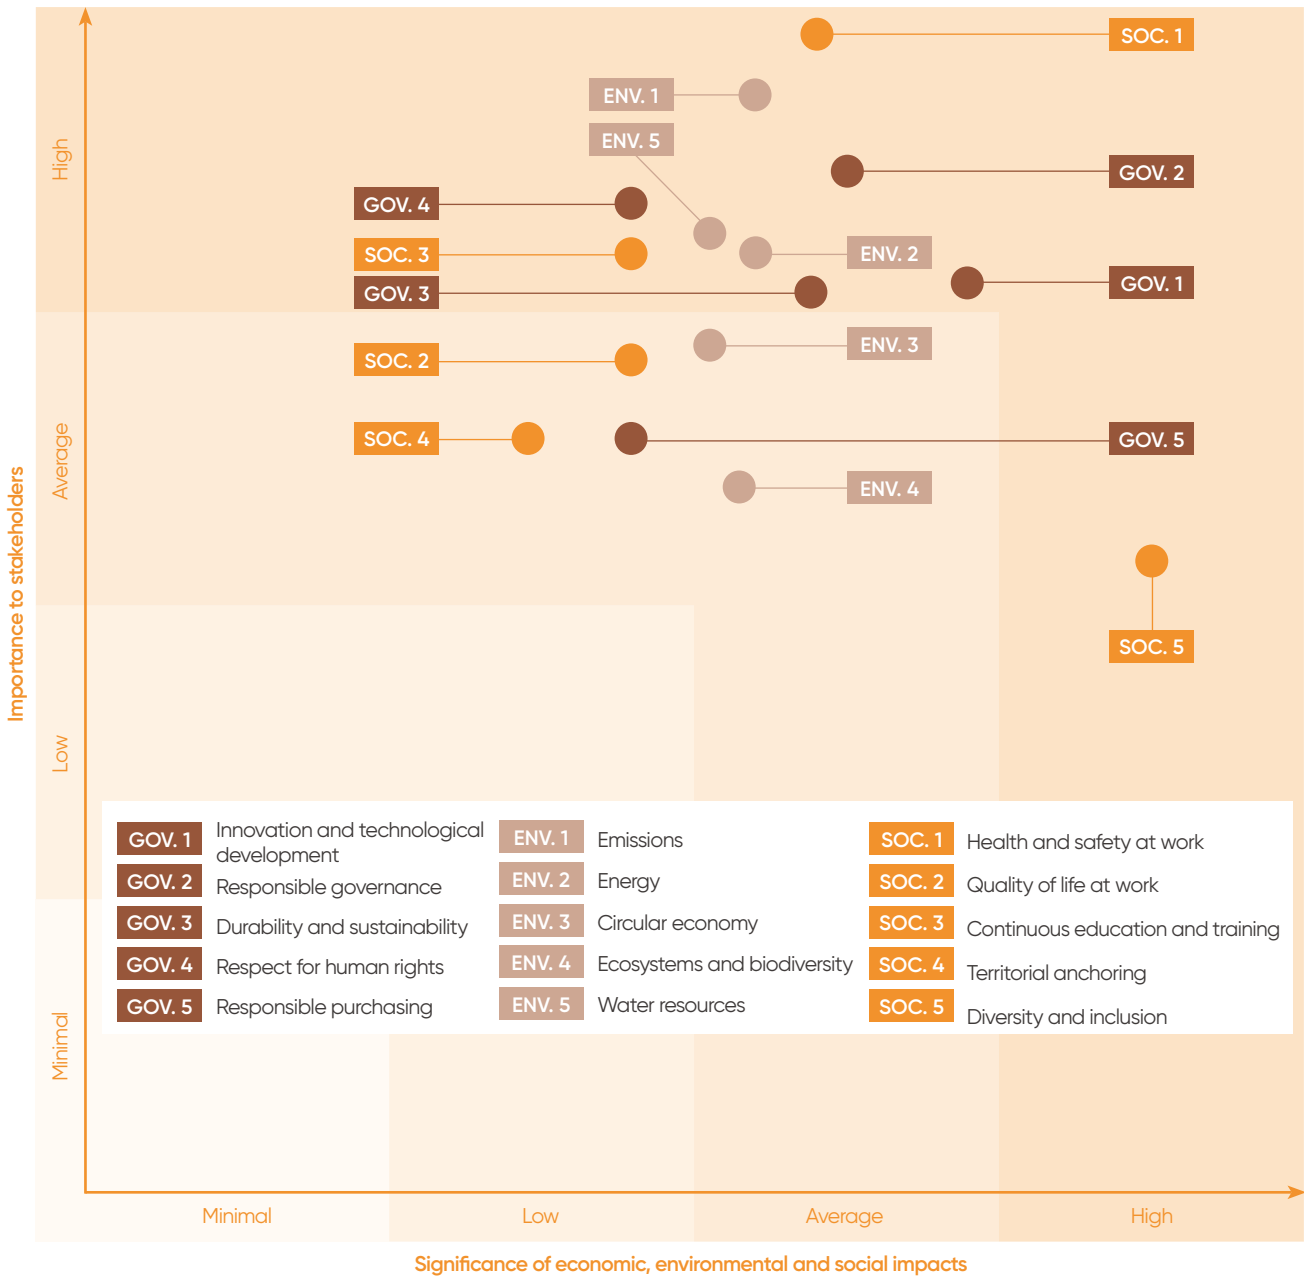 SOC. 1
ENV. 1
ENV. 5
GOV. 2
GOV. 4
SOC. 3
ENV. 2
GOV. 3
GOV. 1
SOC. 2
ENV. 3
SOC. 4
GOV. 5
ENV. 4
SOC. 5
High
Average
Low
Minimal
Importance to stakeholders
GOV. 1
Innovation and technological
development
GOV. 2
Responsible governance
GOV. 3
Durability and sustainability
GOV. 4
Respect for human rights
GOV. 5
Responsible purchasing
ENV. 1
Emissions
ENV. 2
Energy
ENV. 3
Circular economy
ENV. 4
Ecosystems and biodiversity
ENV. 5
Water resources
SOC. 1
Health and safety at work
SOC. 2
Quality of life at work
SOC. 3
Continuous education and training
SOC. 4
Territorial anchoring
SOC. 5
Diversity and inclusion
Minimal
Low
Average
High
Significance of economic, environmental and social impacts